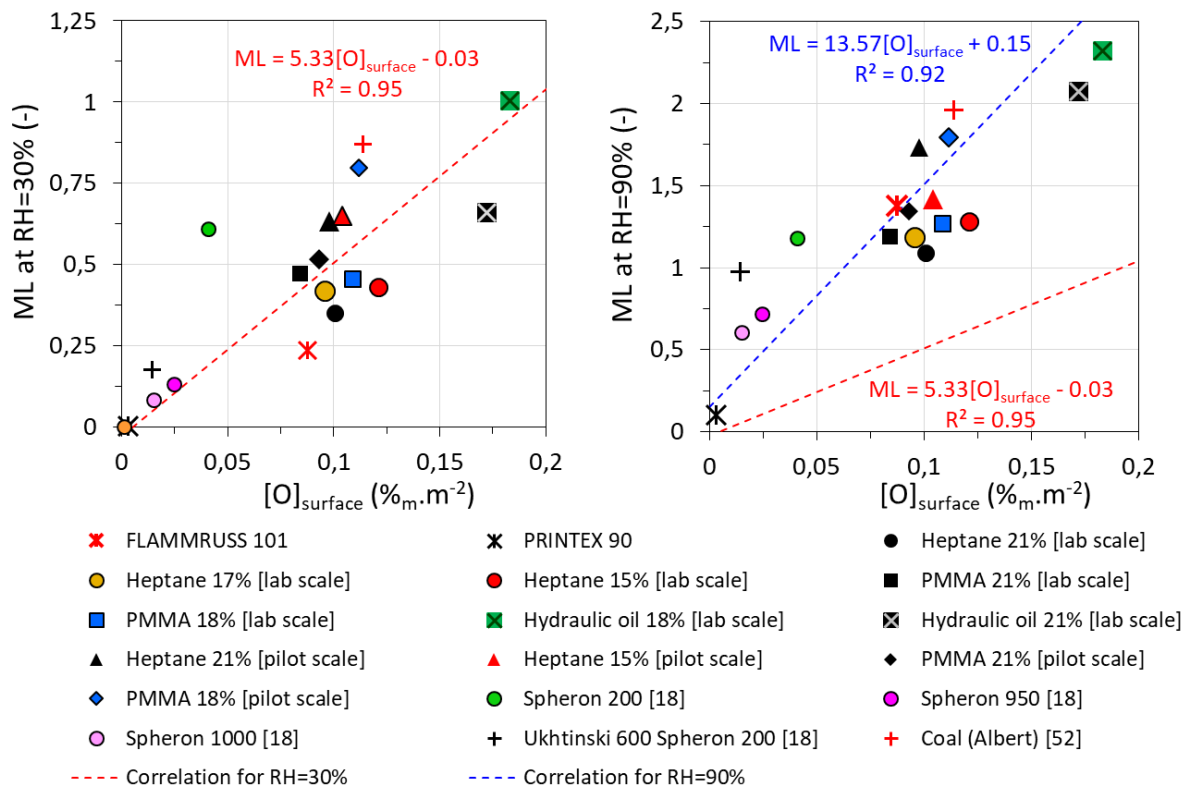 1,25
1
0,75
0,5
0,25
0
ML at RH=30% (-)
ML = 5.33[O]surface - 0.03
R² = 0.95
0 0,05 0,1 0,15 0,2
[O]surface (%m.m-2)
2,5
2
1,5
1
0,5
0
ML at RH=90% (-)
ML = 13.57[O]surface + 0.15
R² = 0.92
ML = 5.33[O]surface - 0.03
R² = 0.95
0 0,05 0,1 0,15 0,2
[O]surface (%m.m-2)
FLAMMRUSS 101 PRINTEX 90 Heptane 21% [lab scale]
Heptane 17% [lab scale] Heptane 15% [lab scale] PMMA 21% [lab scale]
PMMA 18% [lab scale] Hydraulic oil 18% [lab scale] Hydraulic oil 21% [lab scale]
Heptane 21% [pilot scale] Heptane 15% [pilot scale] PMMA 21% [pilot scale]
PMMA 18% [pilot scale] Spheron 200 [18] Spheron 950 [18]
Spheron 1000 [18] Ukhtinski 600 Spheron 200 [18] Coal (Albert) [52]
Correlation for RH=30% Correlation for RH=90%